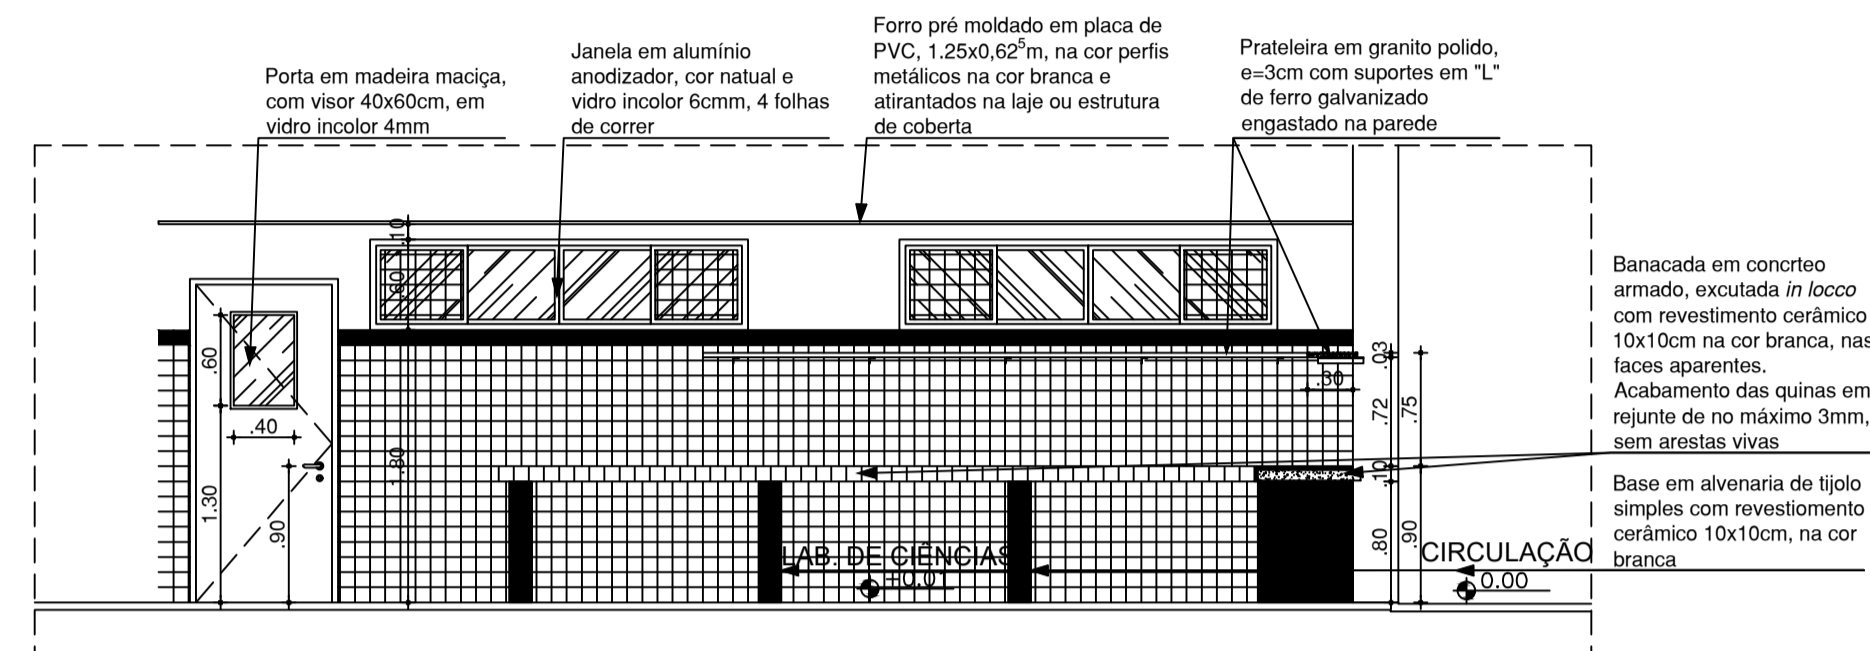 Porta em madeira maciça,
com visor 40x60cm, em
vidro incolor 4mm
Janela em alumínio
anodizador, cor natual e
vidro incolor 6cmm, 4 folhas
de correr
Forro pré moldado em placa de
PVC, 1.25x0,62⁵m, na cor perfis
metálicos na cor branca e
atirantados na laje ou estrutura
de coberta
Prateleira em granito polido,
e=3cm com suportes em "L"
de ferro galvanizado
engastado na parede
Banacada em concrteo
armado, excutada in locco
com revestimento cerâmico
10x10cm na cor branca, nas
faces aparentes.
Acabamento das quinas em
rejunte de no máximo 3mm,
sem arestas vivas
Base em alvenaria de tijolo
simples com revestiomento
cerâmico 10x10cm, na cor
branca
.10
.60
.60
.40
1.30
.90
.80
.03
.30
.72
.75
.10
.80
.90
LAB. DE CIÊNCIAS
+0.01
CIRCULAÇÃO
0.00